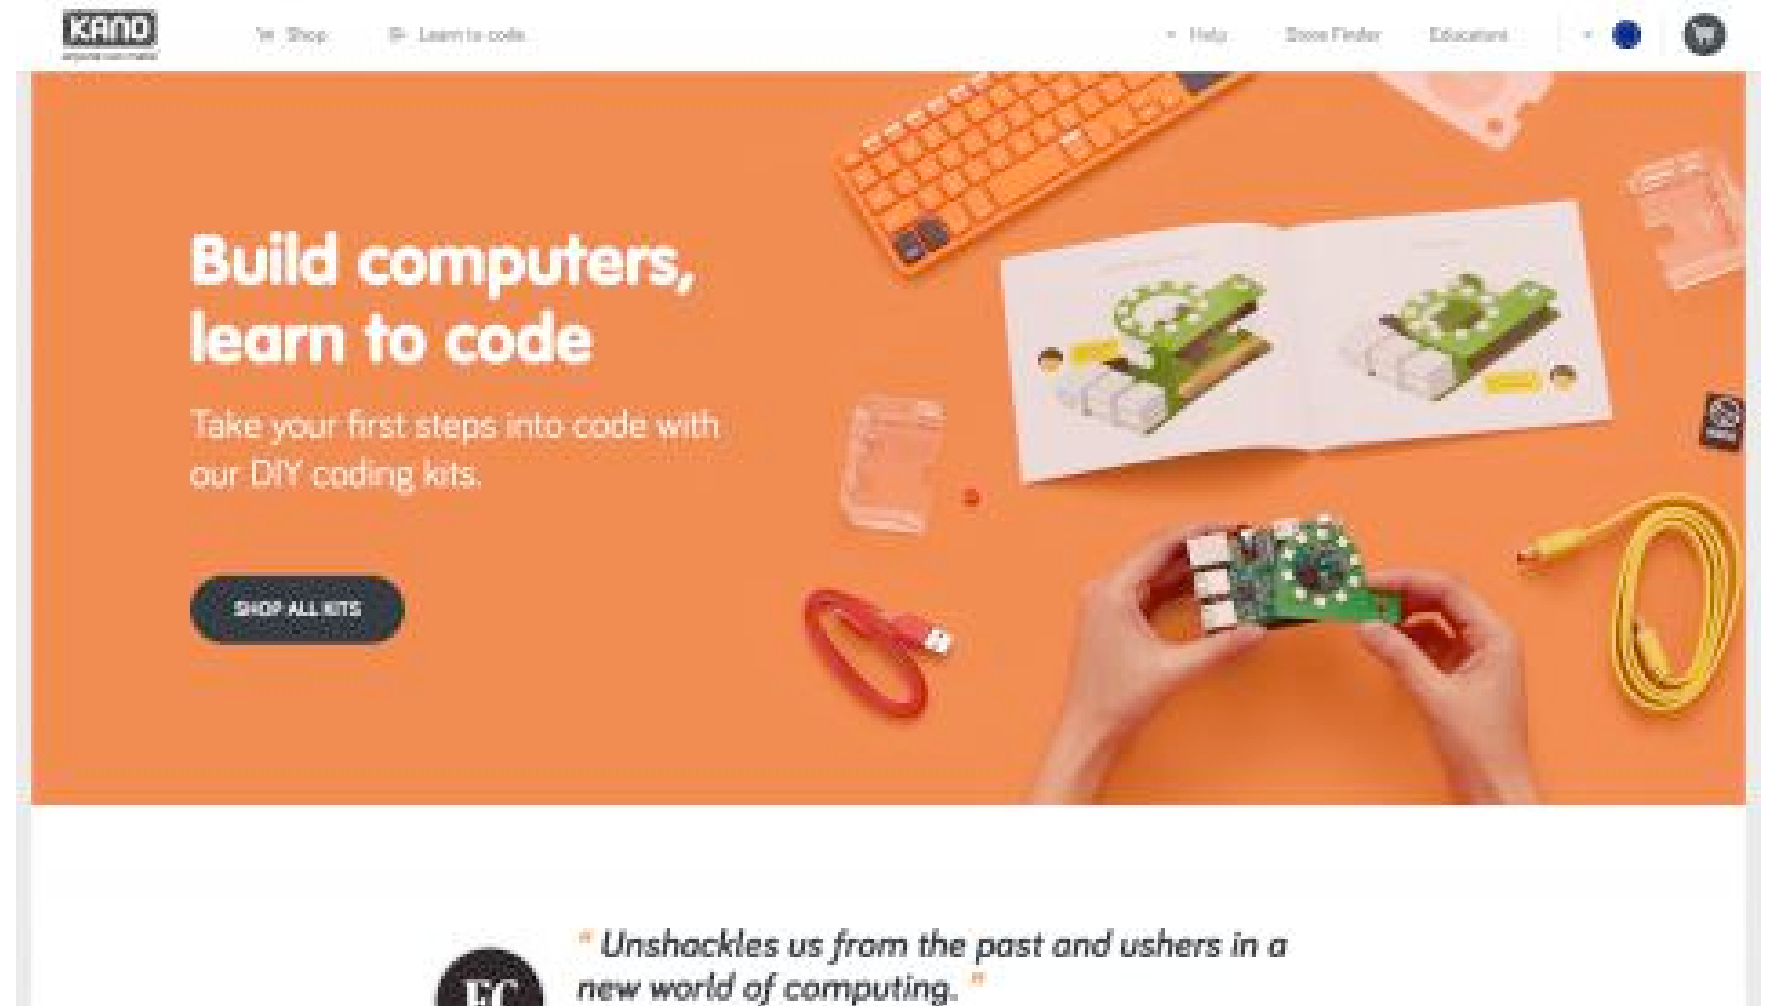 KANO
Shop
Learn to code
Help
Store Finder
Educators
Build computers,
learn to code
Take your first steps into code with
our DIY coding kits.
SHOP ALL KITS
" Unshackles us from the past and ushers in a
new world of computing. "
FC